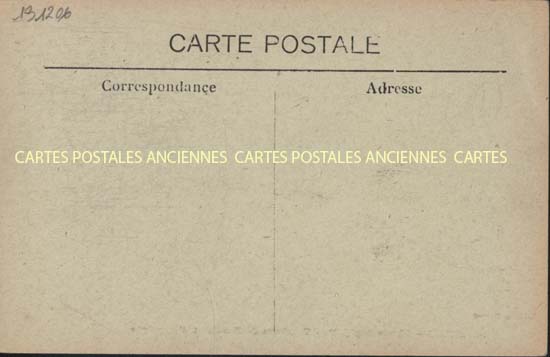 131206
CARTE POSTALE
Correspondance
Adresse
CARTES POSTALES ANCIENNES CARTES POSTALES ANCIENNES CARTES